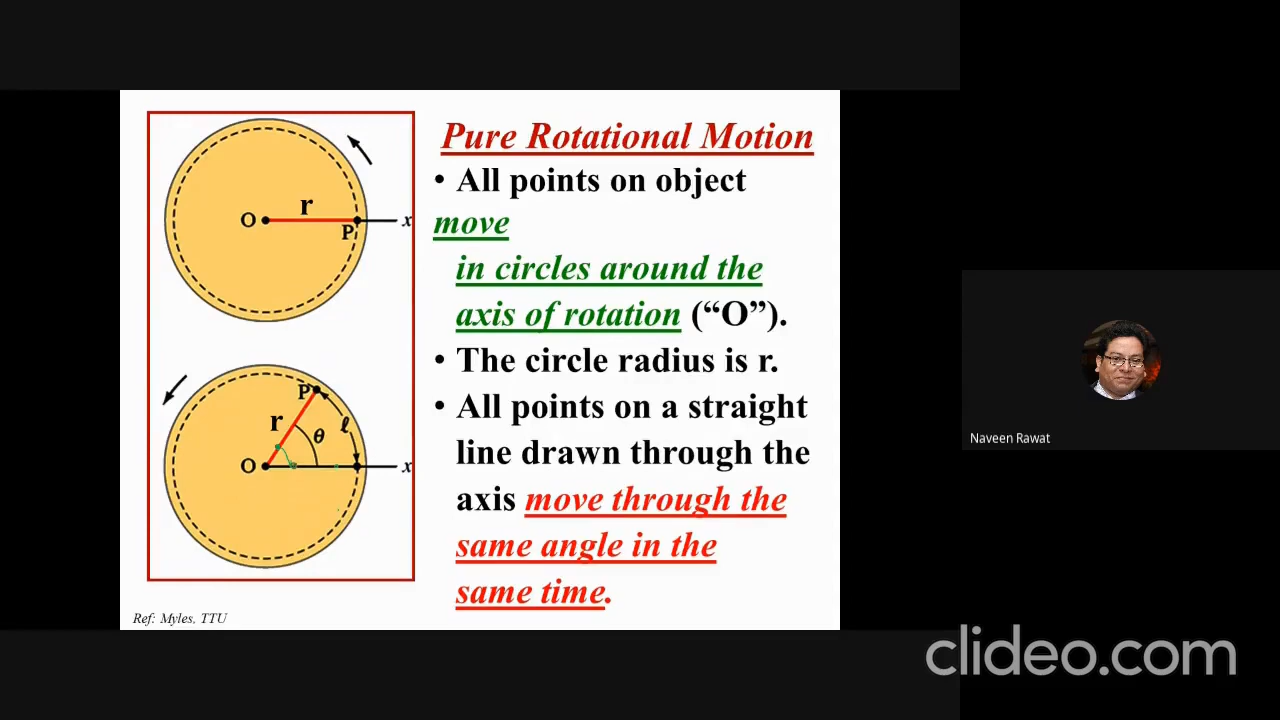 Pure Rotational Motion
• All points on object
move
in circles around the
axis of rotation (“O”).
• The circle radius is r.
• All points on a straight
line drawn through the
axis move through the
same angle in the
same time.
O
r
P
x
P
r
θ
ℓ
O
x
Ref: Myles, TTU
Naveen Rawat
clideo.com